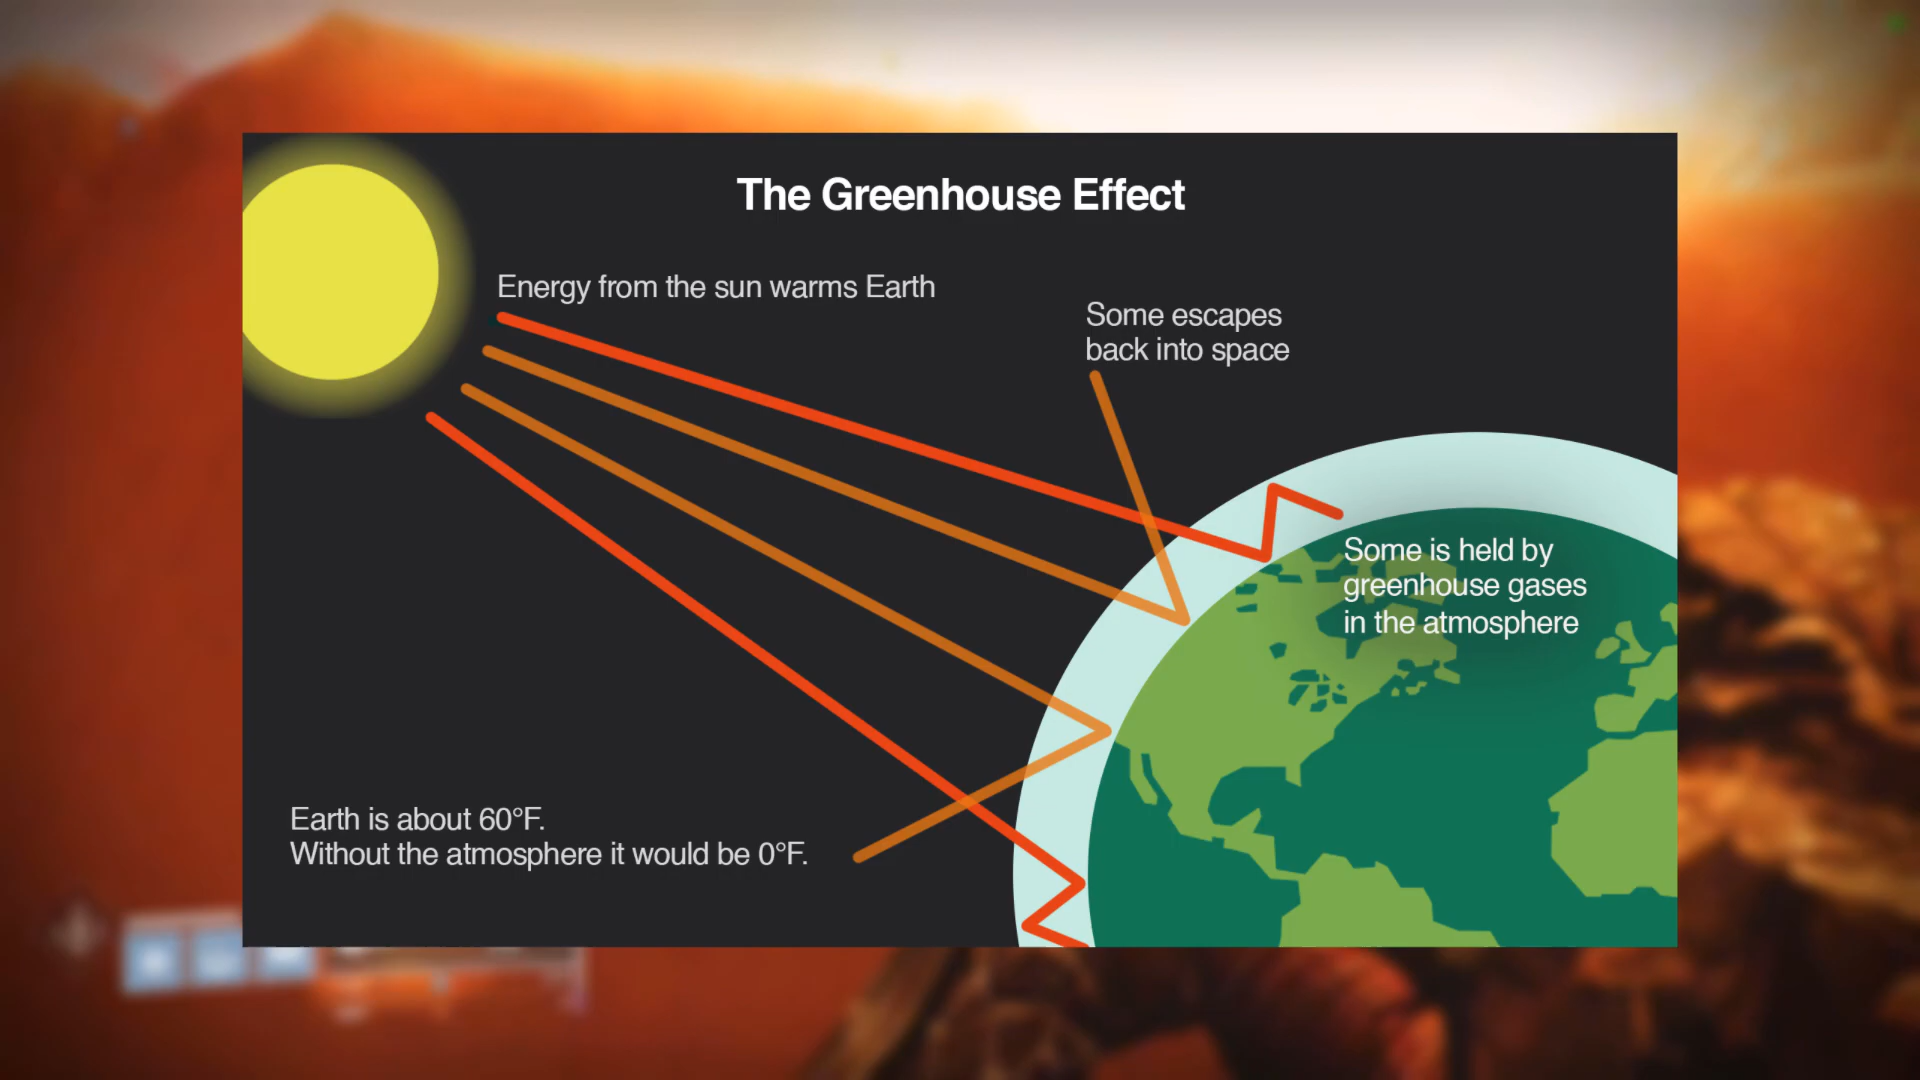 The Greenhouse Effect
Energy from the sun warms Earth
Some escapes
back into space
Some is held by
greenhouse gases
in the atmosphere
Earth is about 60°F.
Without the atmosphere it would be 0°F.